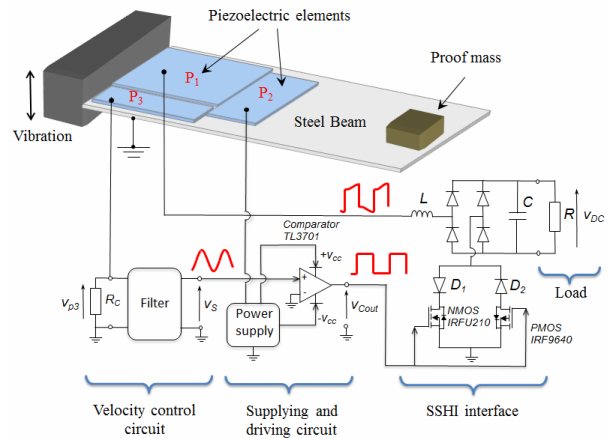 Piezoelectric elements
Proof mass
P1
P2
P3
Steel Beam
Vibration
Comparator
TL3701
L
C
R
vDC
+vcc
+
-
-vcc
D1
D2
Load
vp3
RC
Filter
vS
Power
supply
vCout
NMOS
IRFU210
PMOS
IRF9640
Velocity control
circuit
Supplying and
driving circuit
SSHI interface